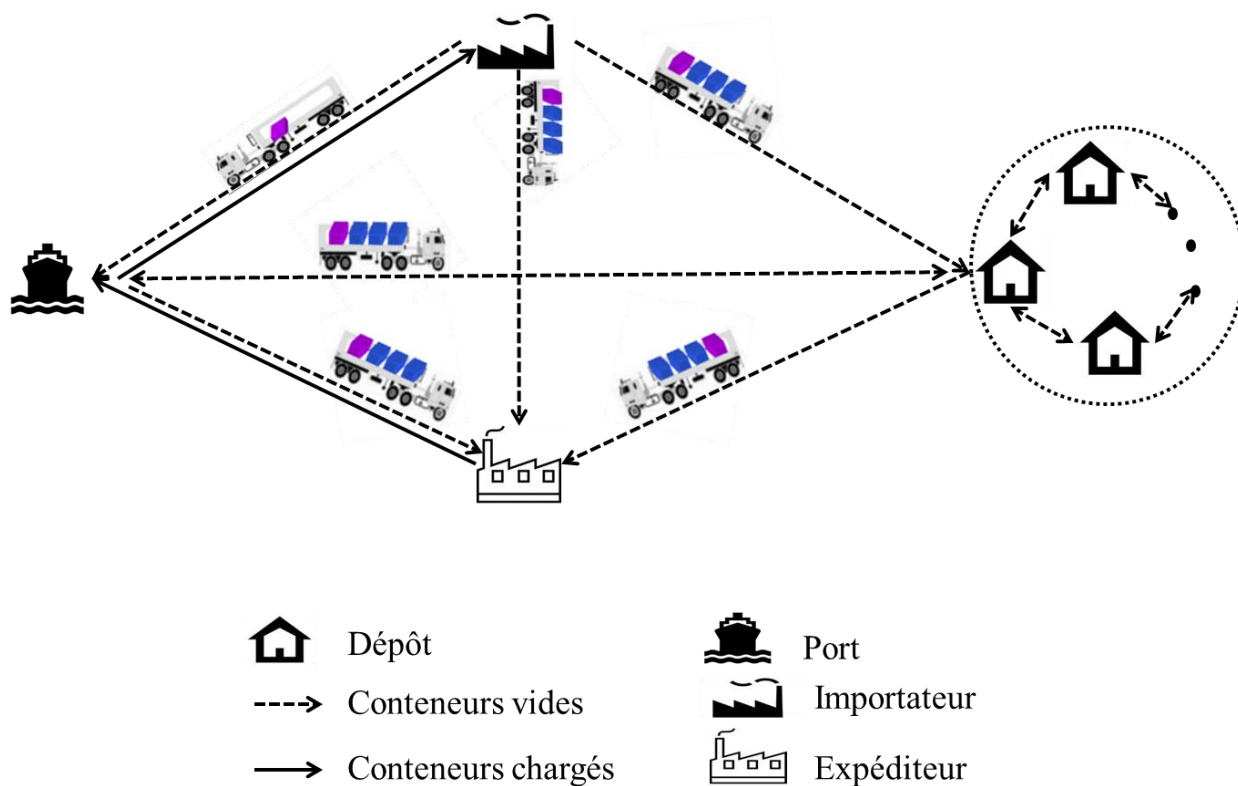 Dépôt
Port
Conteneurs vides
Importateur
Conteneurs chargés
Expéditeur